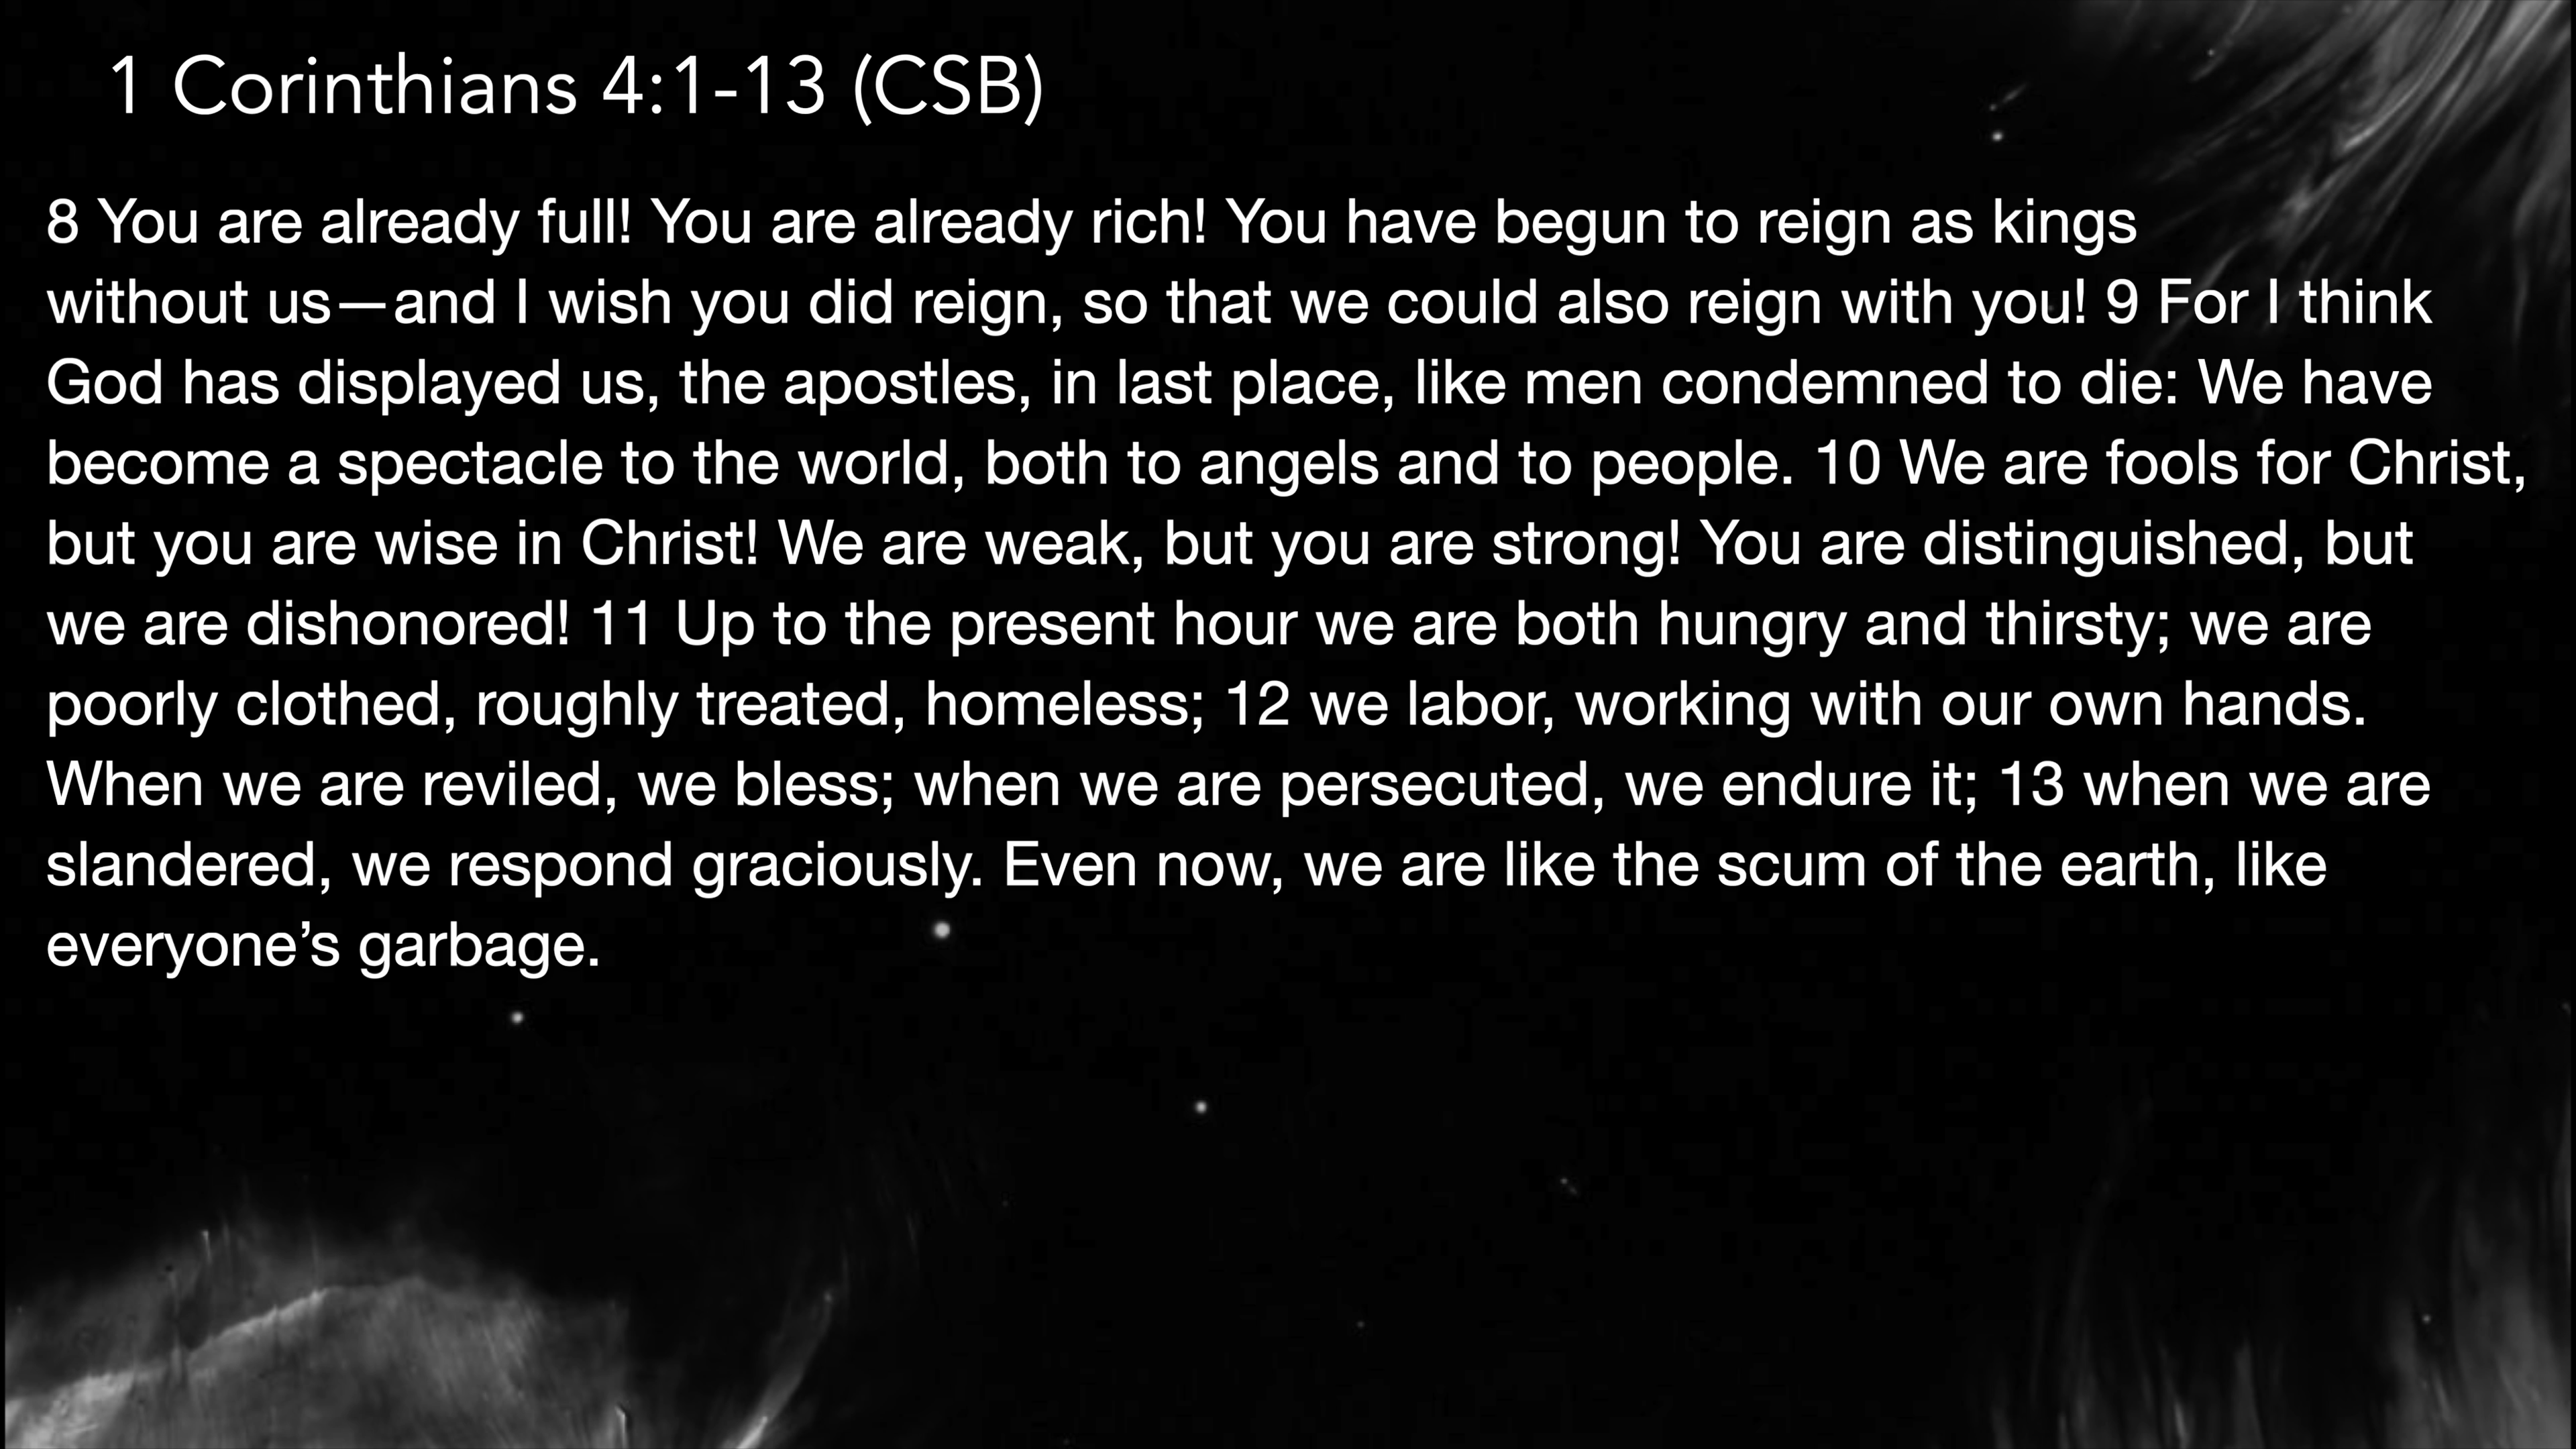 1 Corinthians 4:1-13 (CSB)
8 You are already full! You are already rich! You have begun to reign as kings
without us—and I wish you did reign, so that we could also reign with you! 9 For I think
God has displayed us, the apostles, in last place, like men condemned to die: We have
become a spectacle to the world, both to angels and to people. 10 We are fools for Christ,
but you are wise in Christ! We are weak, but you are strong! You are distinguished, but
we are dishonored! 11 Up to the present hour we are both hungry and thirsty; we are
poorly clothed, roughly treated, homeless; 12 we labor, working with our own hands.
When we are reviled, we bless; when we are persecuted, we endure it; 13 when we are
slandered, we respond graciously. Even now, we are like the scum of the earth, like
everyone’s garbage.